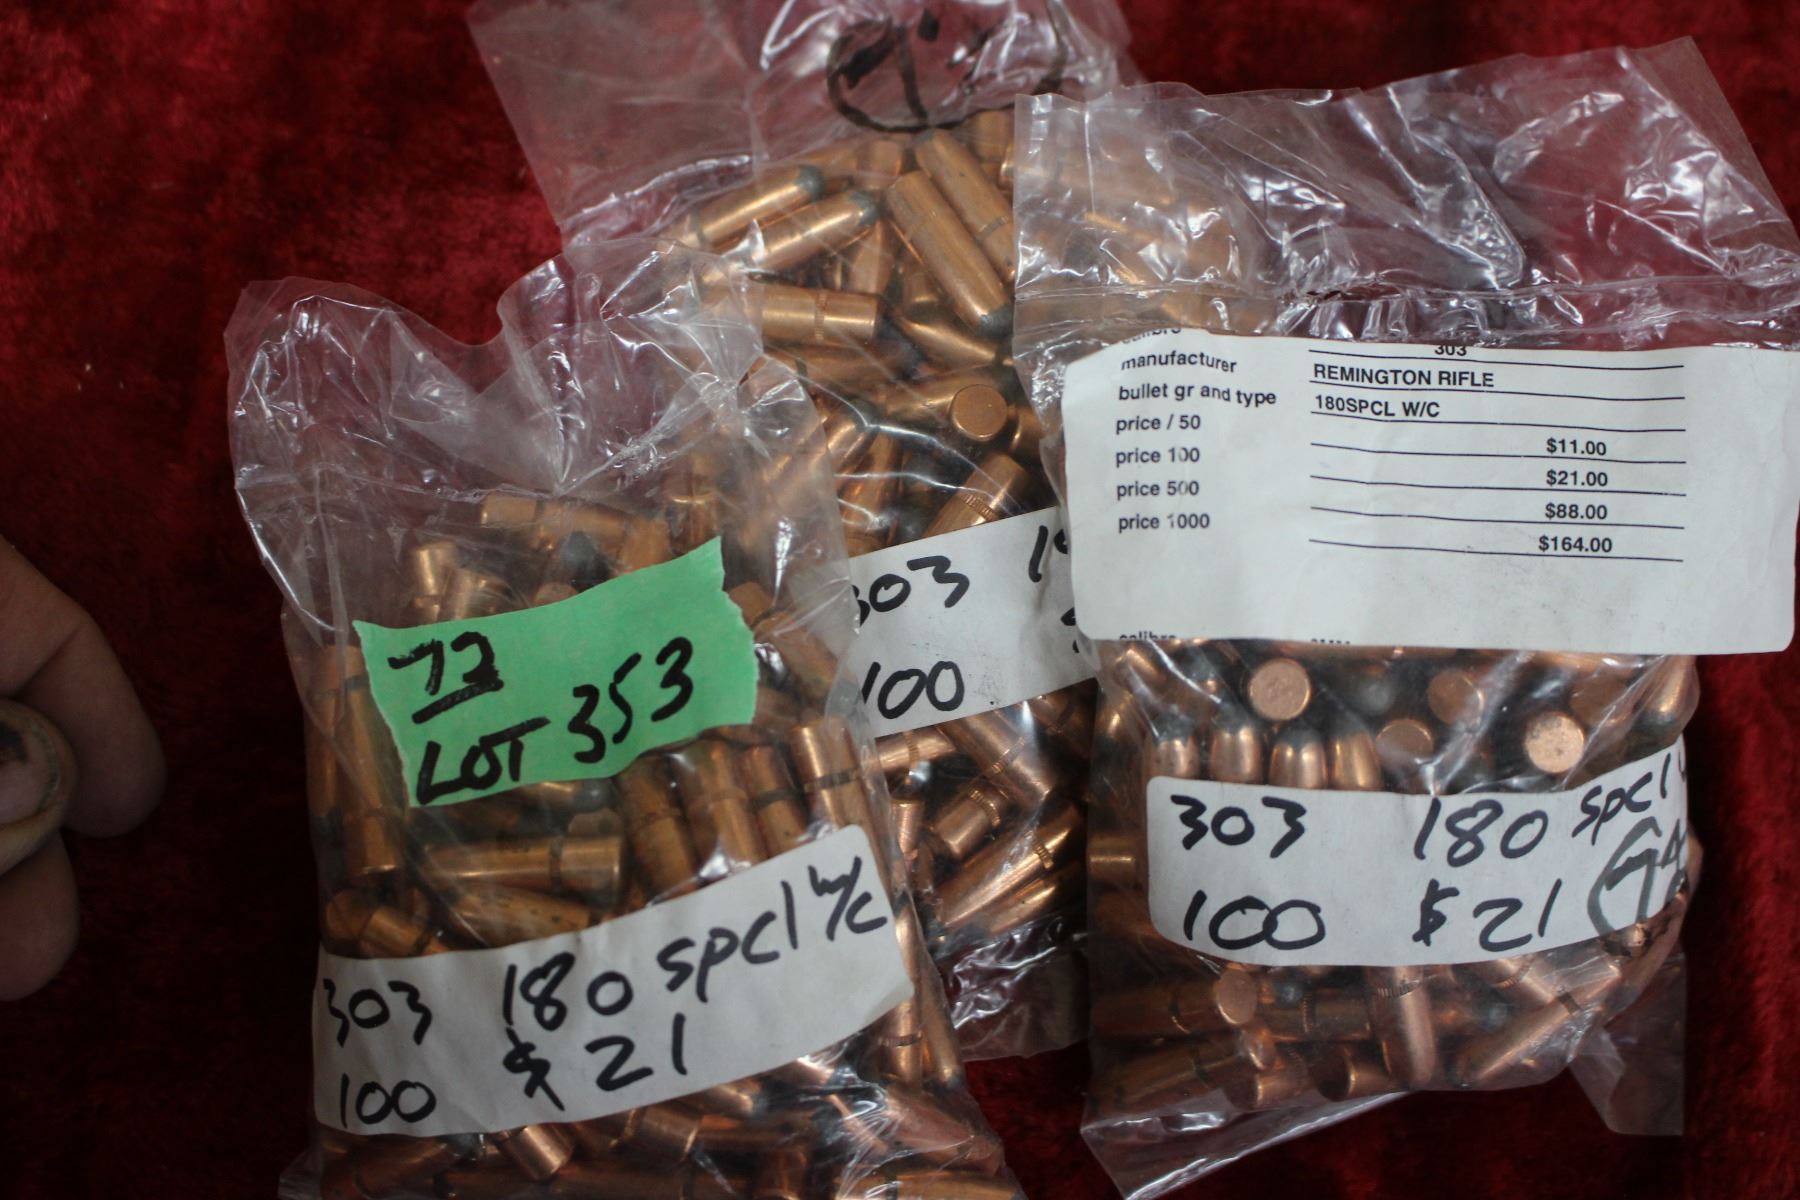 303
manufacturer REMINGTON RIFLE
bullet gr and type 180SPCL W/C
price / 50 $11.00
price 100 $21.00
price 500 $88.00
price 1000 $164.00
303
100
72
LOT 353
303 180 spcl
100 $21
303 180 spcl w/c
100 $21